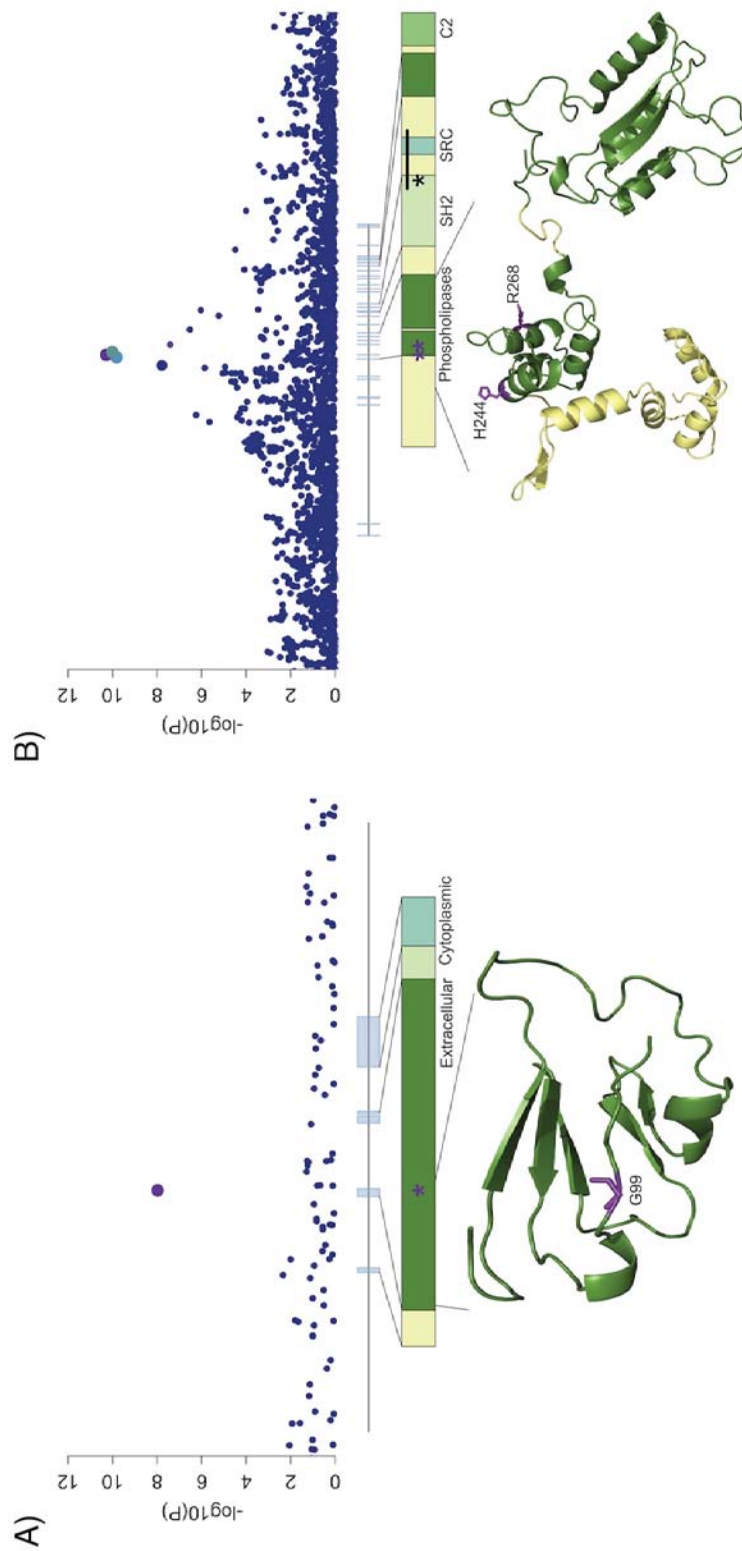 A)
-log10(P)
12
10
8
6
4
2
0
Extracellular
Cytoplasmic
*
G99
B)
-log10(P)
12
10
8
6
4
2
0
Phospholipases
SH2
SRC
C2
**
*
H244
R268